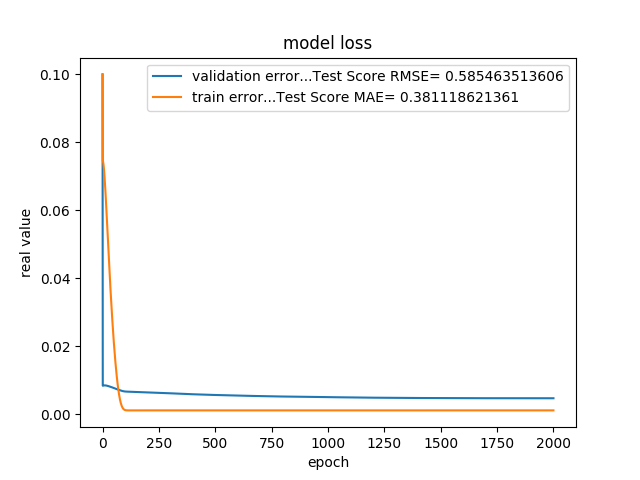 model loss
validation error...Test Score RMSE= 0.585463513606
train error...Test Score MAE= 0.381118621361
0.10
0.08
0.06
0.04
0.02
0.00
real value
0 250 500 750 1000 1250 1500 1750 2000
epoch